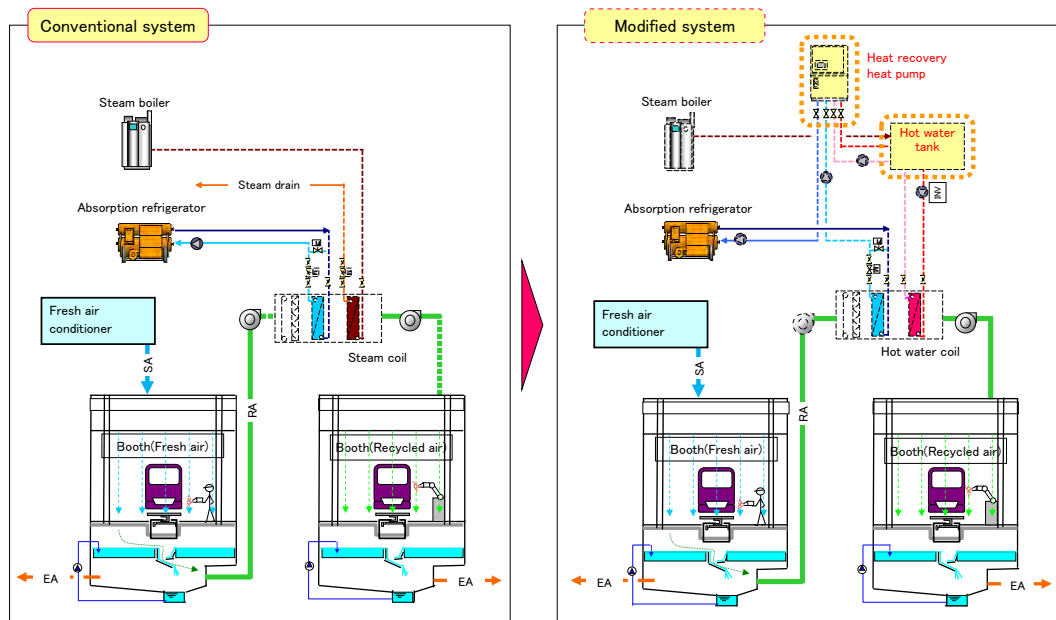 Conventional system
Steam boiler
Steam drain
Absorption refrigerator
Fresh air
conditioner
Steam coil
SA
RA
Booth(Fresh air)
Booth(Recycled air)
EA
EA
Modified system
Heat recovery
heat pump
Steam boiler
Hot water
tank
INV
Absorption refrigerator
Fresh air
conditioner
Hot water coil
SA
RA
Booth(Fresh air)
Booth(Recycled air)
EA
EA